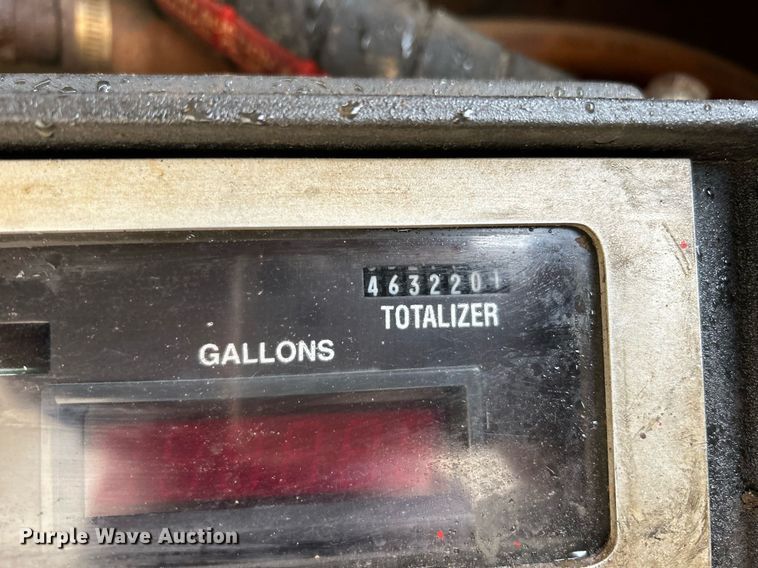 4632201
TOTALIZER
GALLONS
Purple Wave Auction